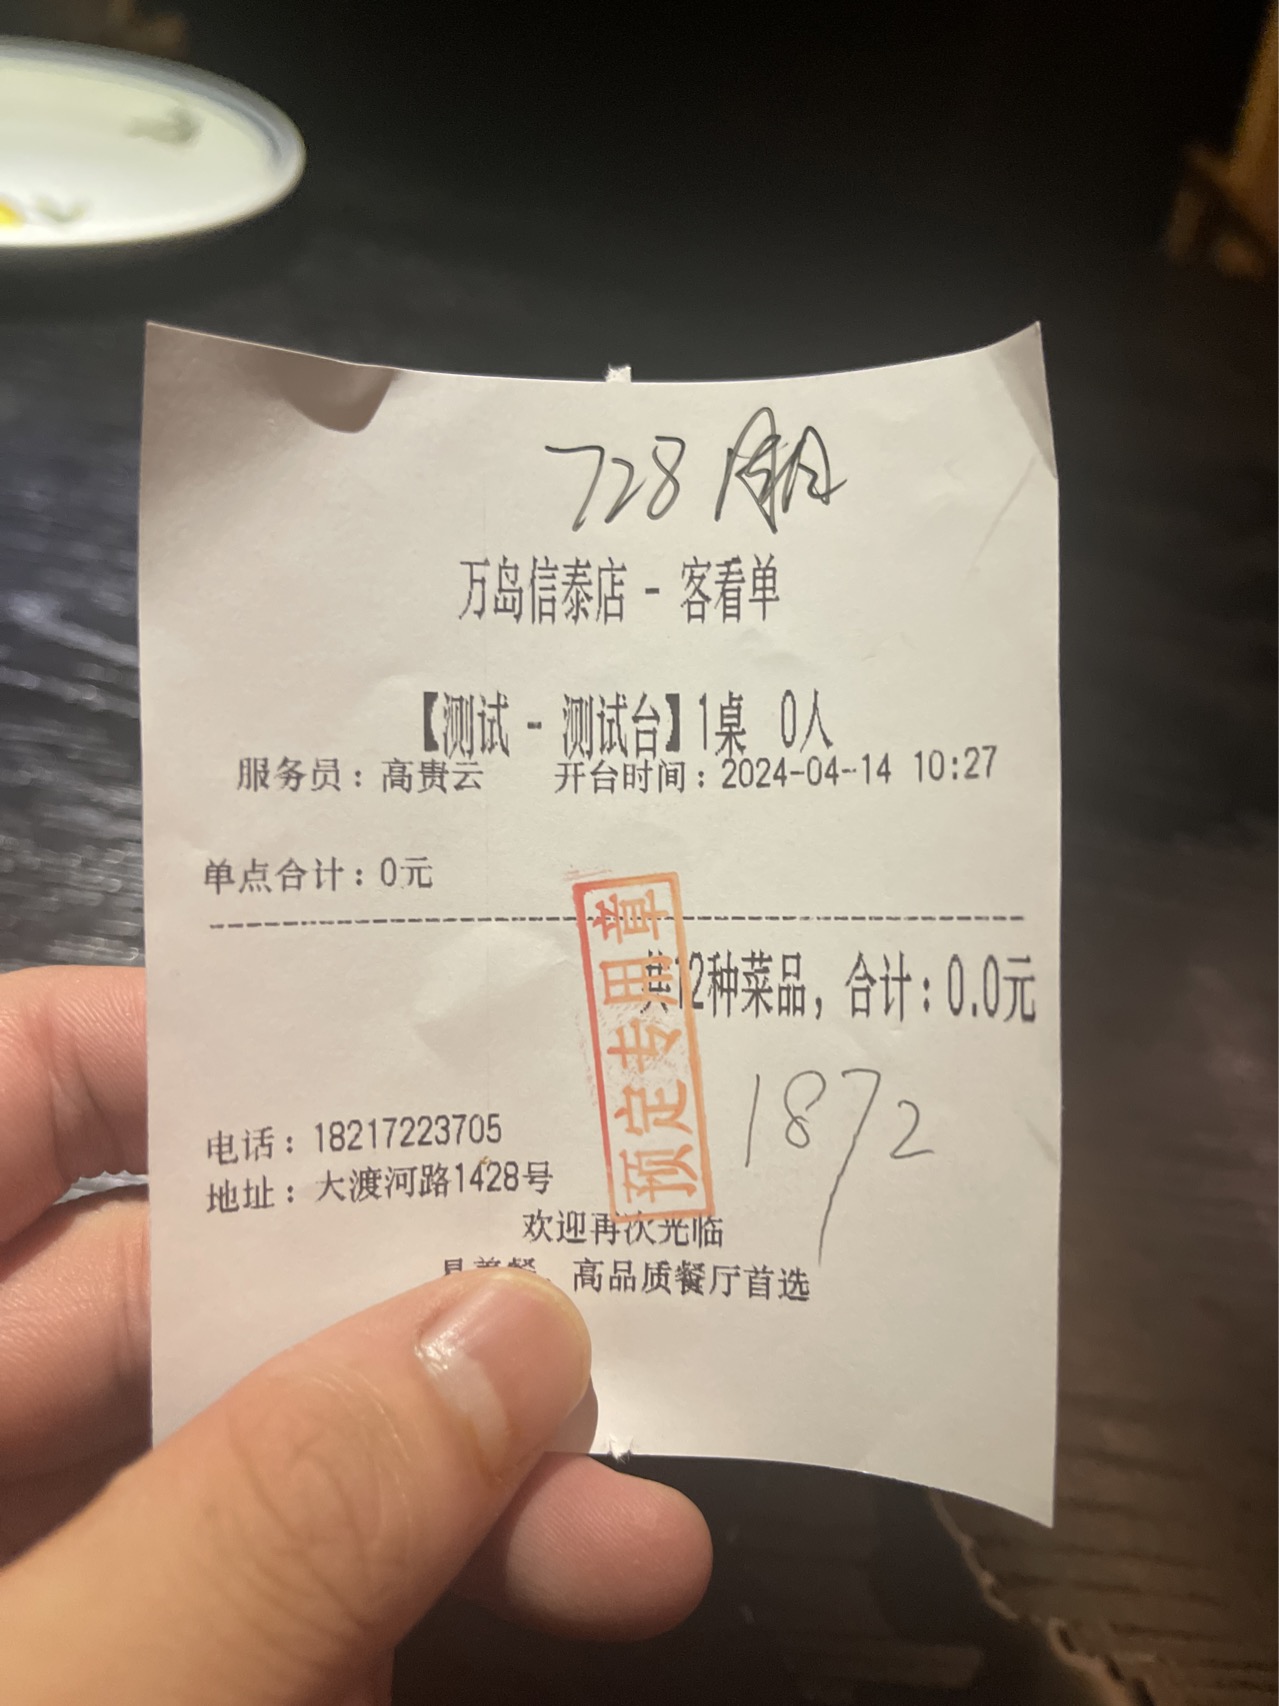 728
万岛信泰店 - 客看单
【测试 - 测试台】1桌 0人
服务员：高贵云 开台时间：2024-04-14 10:27
单点合计：0元
共12种菜品，合计：0.0元
预定专用章
1872
电话：18217223705
地址：大渡河路1428号
欢迎再次光临
高品质餐厅首选